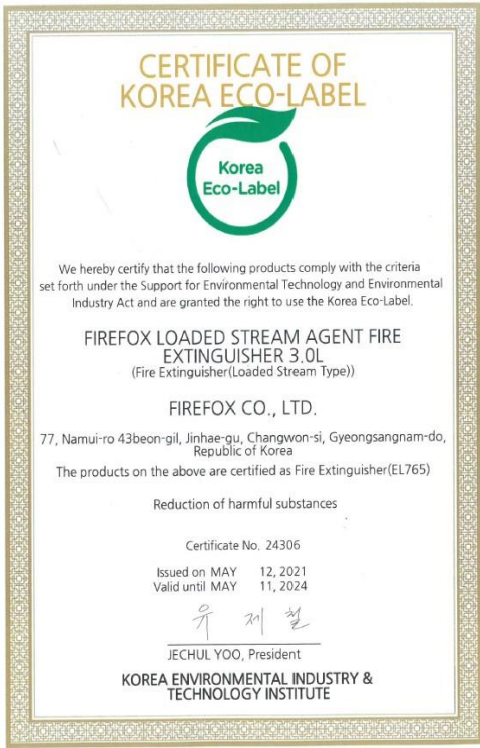 CERTIFICATE OF
KOREA ECO-LABEL
Korea
Eco-Label
We hereby certify that the following products comply with the criteria
set forth under the Support for Environmental Technology and Environmental
Industry Act and are granted the right to use the Korea Eco-Label.
FIREFOX LOADED STREAM AGENT FIRE
EXTINGUISHER 3.0L
(Fire Extinguisher(Loaded Stream Type))
FIREFOX CO., LTD.
77, Namui-ro 43beon-gil, Jinhae-gu, Changwon-si, Gyeongsangnam-do,
Republic of Korea
The products on the above are certified as Fire Extinguisher(EL765)
Reduction of harmful substances
Certificate No. 24306
Issued on MAY 12, 2021
Valid until MAY 11, 2024
유 제 철
JECHUL YOO, President
KOREA ENVIRONMENTAL INDUSTRY &
TECHNOLOGY INSTITUTE